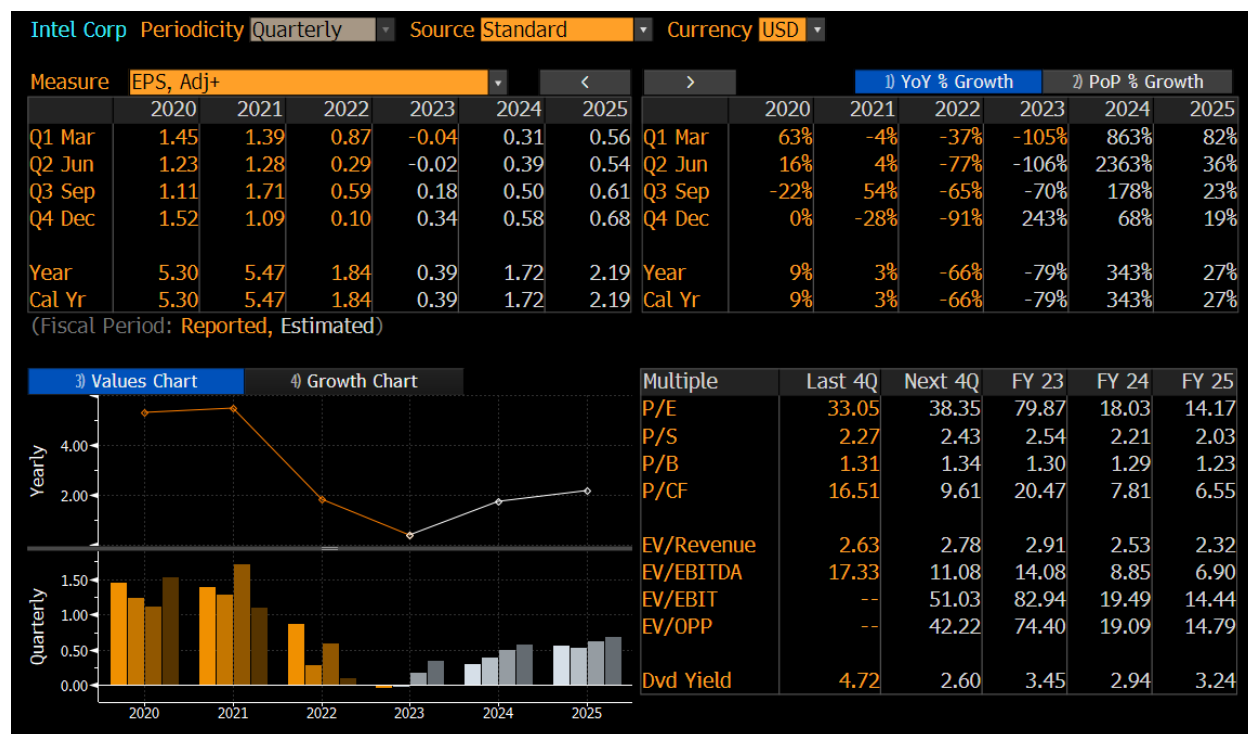 Intel Corp Periodicity Quarterly Source Standard Currency USD
Measure EPS, Adj+ < > 1) YoY % Growth 2) PoP % Growth
2020 2021 2022 2023 2024 2025 2020 2021 2022 2023 2024 2025
Q1 Mar 1.45 1.39 0.87 -0.04 0.31 0.56 Q1 Mar 63% -4% -37% -105% 863% 82%
Q2 Jun 1.23 1.28 0.29 -0.02 0.39 0.54 Q2 Jun 16% 4% -77% -106% 2363% 36%
Q3 Sep 1.11 1.71 0.59 0.18 0.50 0.61 Q3 Sep -22% 54% -65% -70% 178% 23%
Q4 Dec 1.52 1.09 0.10 0.34 0.58 0.68 Q4 Dec 0% -28% -91% 243% 68% 19%
Year 5.30 5.47 1.84 0.39 1.72 2.19 Year 9% 3% -66% -79% 343% 27%
Cal Yr 5.30 5.47 1.84 0.39 1.72 2.19 Cal Yr 9% 3% -66% -79% 343% 27%
(Fiscal Period: Reported, Estimated)
3) Values Chart 4) Growth Chart
Yearly
4.00
2.00
Quarterly
1.50
1.00
0.50
0.00
2020 2021 2022 2023 2024 2025
Multiple Last 4Q Next 4Q FY 23 FY 24 FY 25
P/E 33.05 38.35 79.87 18.03 14.17
P/S 2.27 2.43 2.54 2.21 2.03
P/B 1.31 1.34 1.30 1.29 1.23
P/CF 16.51 9.61 20.47 7.81 6.55
EV/Revenue 2.63 2.78 2.91 2.53 2.32
EV/EBITDA 17.33 11.08 14.08 8.85 6.90
EV/EBIT -- 51.03 82.94 19.49 14.44
EV/OPP -- 42.22 74.40 19.09 14.79
Dvd Yield 4.72 2.60 3.45 2.94 3.24